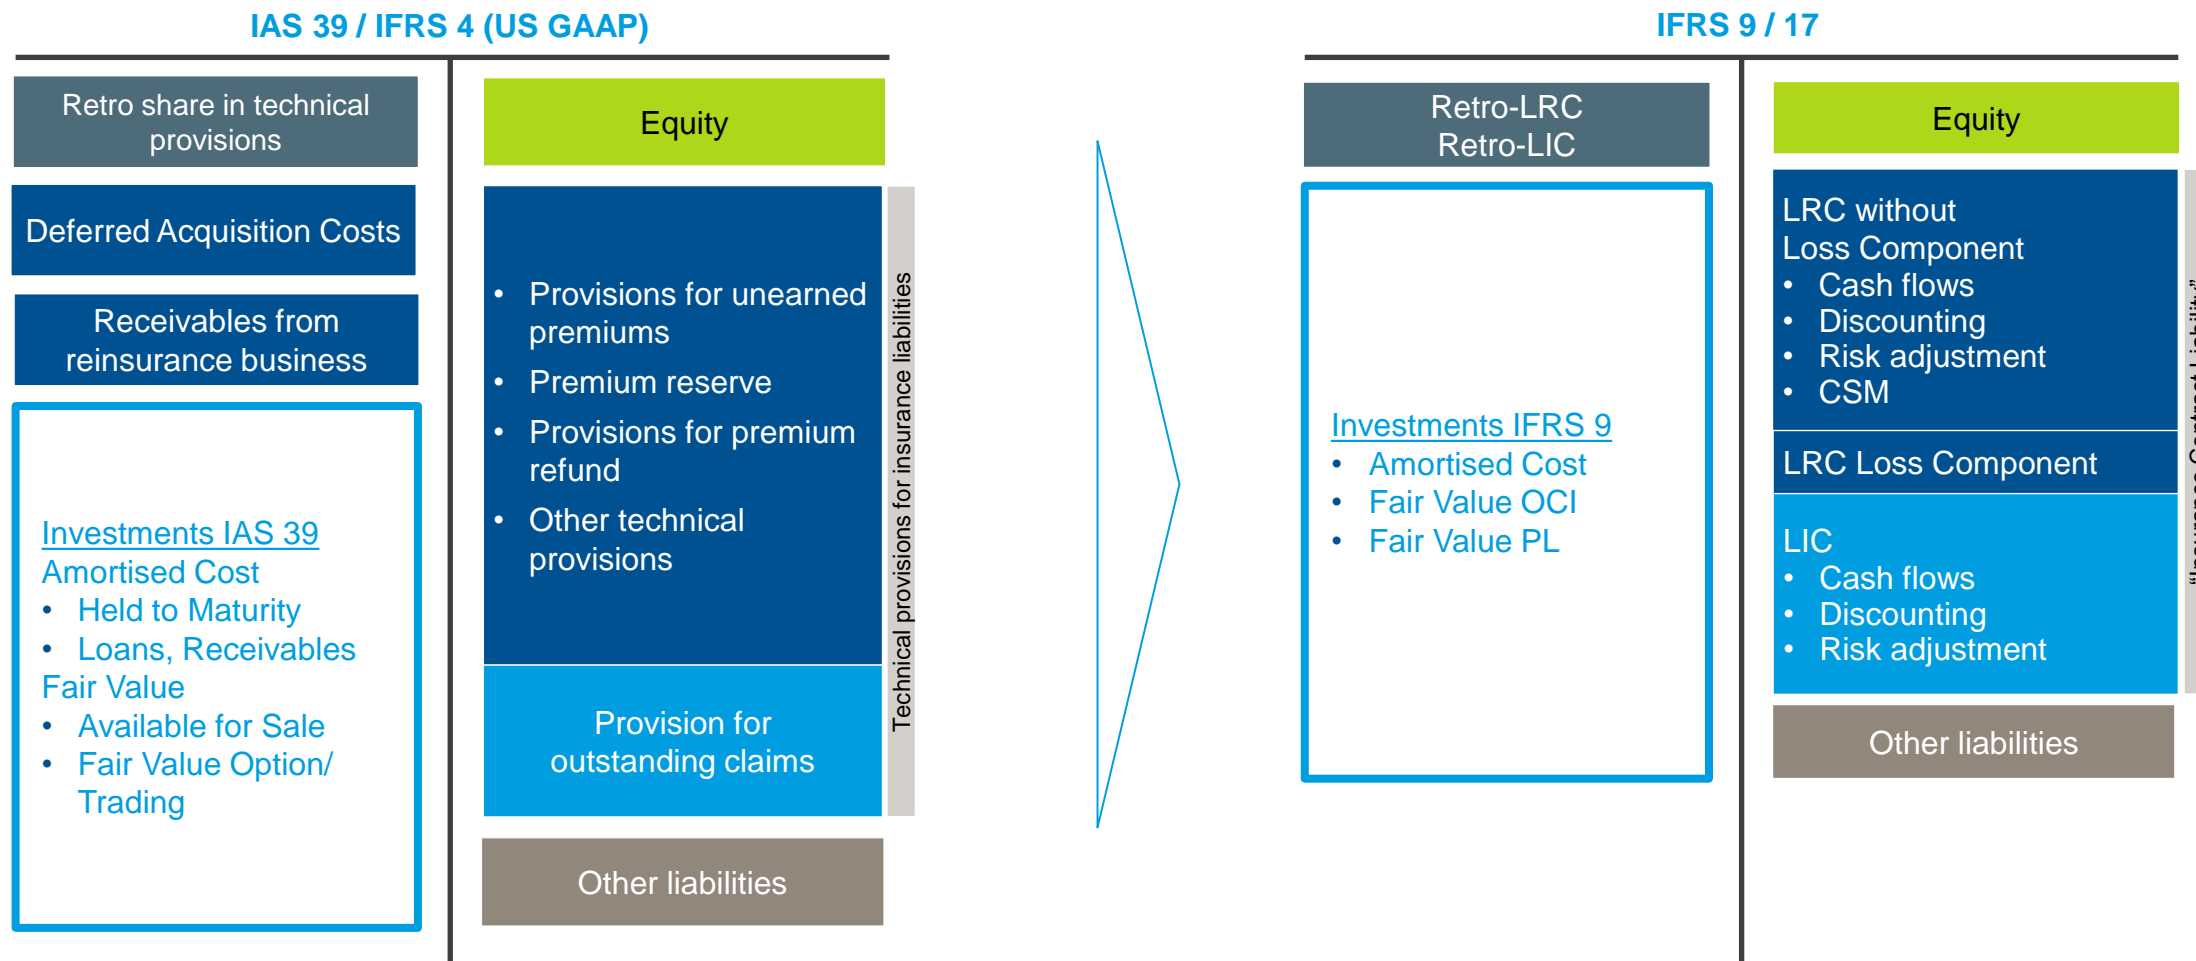 IAS 39 / IFRS 4 (US GAAP)
Retro share in technical
provisions
Deferred Acquisition Costs
Receivables from
reinsurance business
Investments IAS 39
Amortised Cost
• Held to Maturity
• Loans, Receivables
Fair Value
• Available for Sale
• Fair Value Option/
Trading
Equity
• Provisions for unearned
premiums
• Premium reserve
• Provisions for premium
refund
• Other technical
provisions
Provision for
outstanding claims
Technical provisions for insurance liabilities
Other liabilities
IFRS 9 / 17
Retro-LRC
Retro-LIC
Investments IFRS 9
• Amortised Cost
• Fair Value OCI
• Fair Value PL
Equity
LRC without
Loss Component
• Cash flows
• Discounting
• Risk adjustment
• CSM
LRC Loss Component
LIC
• Cash flows
• Discounting
• Risk adjustment
"Insurance Contract Liability"
Other liabilities